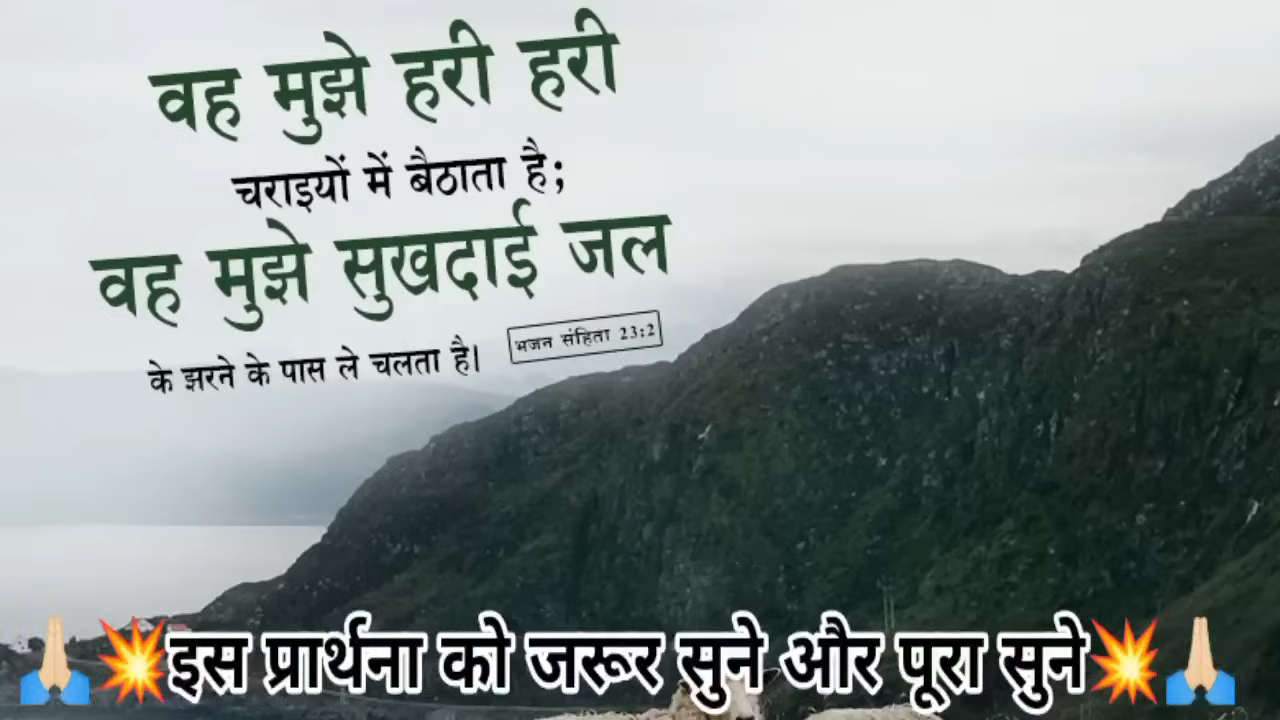 वह मुझे हरी हरी
चराइयों में बैठाता है;
वह मुझे सुखदाई जल
के झरने के पास ले चलता है।
भजन संहिता 23:2
🙏🏼💥इस प्रार्थना को जरूर सुने और पूरा सुने💥🙏🏼